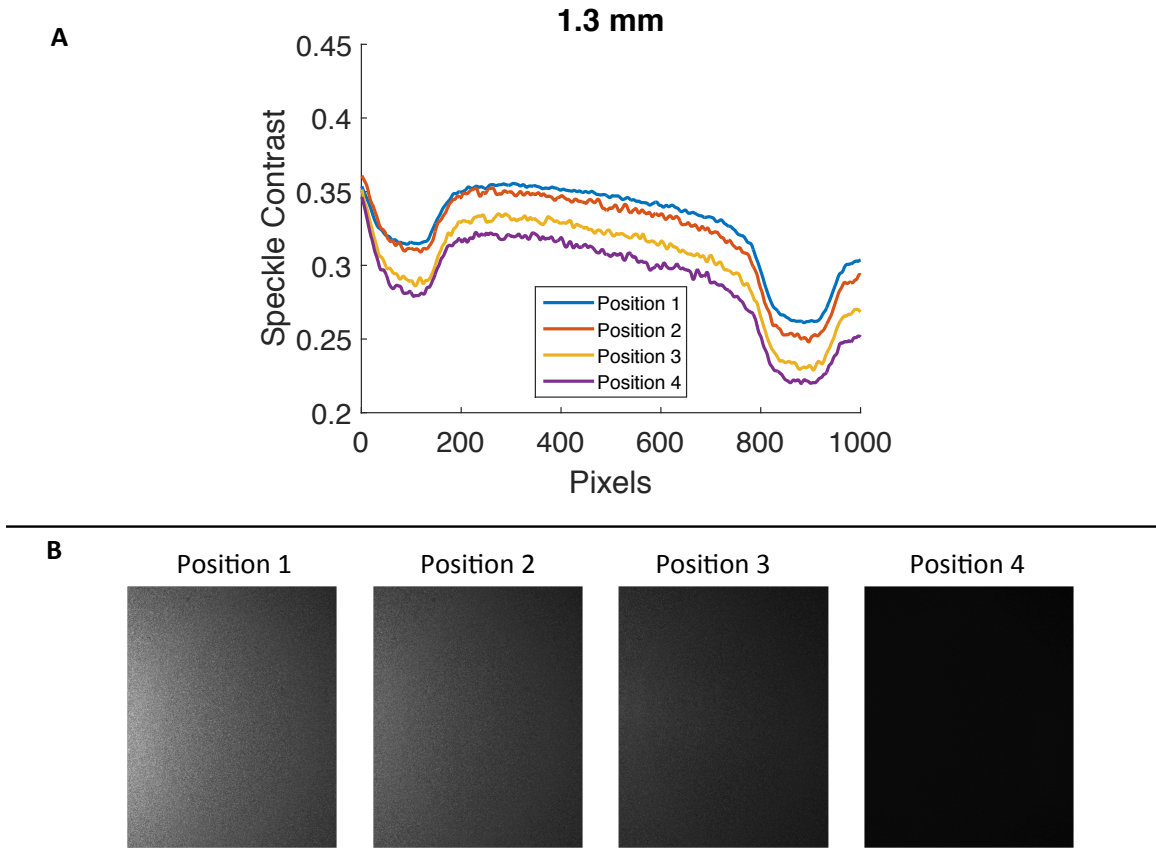 A
1.3 mm
0.45
0.4
0.35
0.3
0.25
0.2
Speckle Contrast
Position 1
Position 2
Position 3
Position 4
0 200 400 600 800 1000
Pixels
B
Position 1 Position 2 Position 3 Position 4